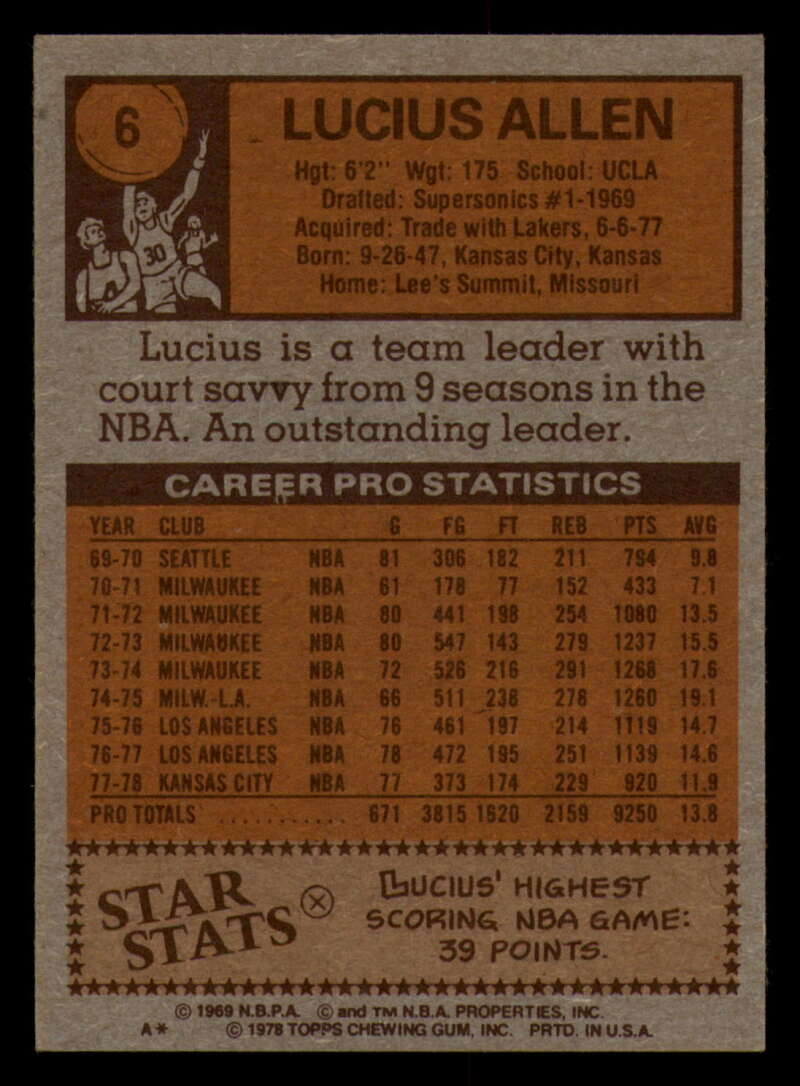 6
LUCIUS ALLEN
Hgt: 6'2" Wgt: 175 School: UCLA
Drafted: Supersonics #1-1969
Acquired: Trade with Lakers, 6-6-77
Born: 9-26-47, Kansas City, Kansas
Home: Lee's Summit, Missouri
30
Lucius is a team leader with
court savvy from 9 seasons in the
NBA. An outstanding leader.
CAREER PRO STATISTICS
YEAR CLUB G FG FT REB PTS AVG
69-70 SEATTLE NBA 81 306 182 211 794 9.8
70-71 MILWAUKEE NBA 61 178 77 152 433 7.1
71-72 MILWAUKEE NBA 80 441 198 254 1080 13.5
72-73 MILWAUKEE NBA 80 547 143 279 1237 15.5
73-74 MILWAUKEE NBA 72 526 216 291 1268 17.6
74-75 MILW.-L.A. NBA 66 511 238 278 1260 19.1
75-76 LOS ANGELES NBA 76 461 197 214 1119 14.7
76-77 LOS ANGELES NBA 78 472 195 251 1139 14.6
77-78 KANSAS CITY NBA 77 373 174 229 920 11.9
PRO TOTALS ........... 671 3815 1620 2159 9250 13.8
STAR STATS
LUCIUS' HIGHEST
SCORING NBA GAME:
39 POINTS.
© 1969 N.B.P.A. © and TM N.B.A. PROPERTIES, INC.
A* © 1978 TOPPS CHEWING GUM, INC. PRTD. IN U.S.A.